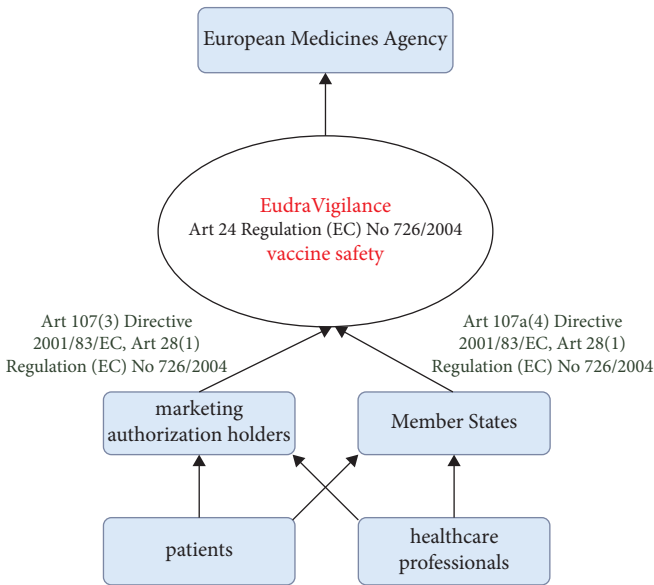 European Medicines Agency
EudraVigilance
Art 24 Regulation (EC) No 726/2004
vaccine safety
Art 107(3) Directive
2001/83/EC, Art 28(1)
Regulation (EC) No 726/2004
Art 107a(4) Directive
2001/83/EC, Art 28(1)
Regulation (EC) No 726/2004
marketing
authorization holders
Member States
patients
healthcare
professionals